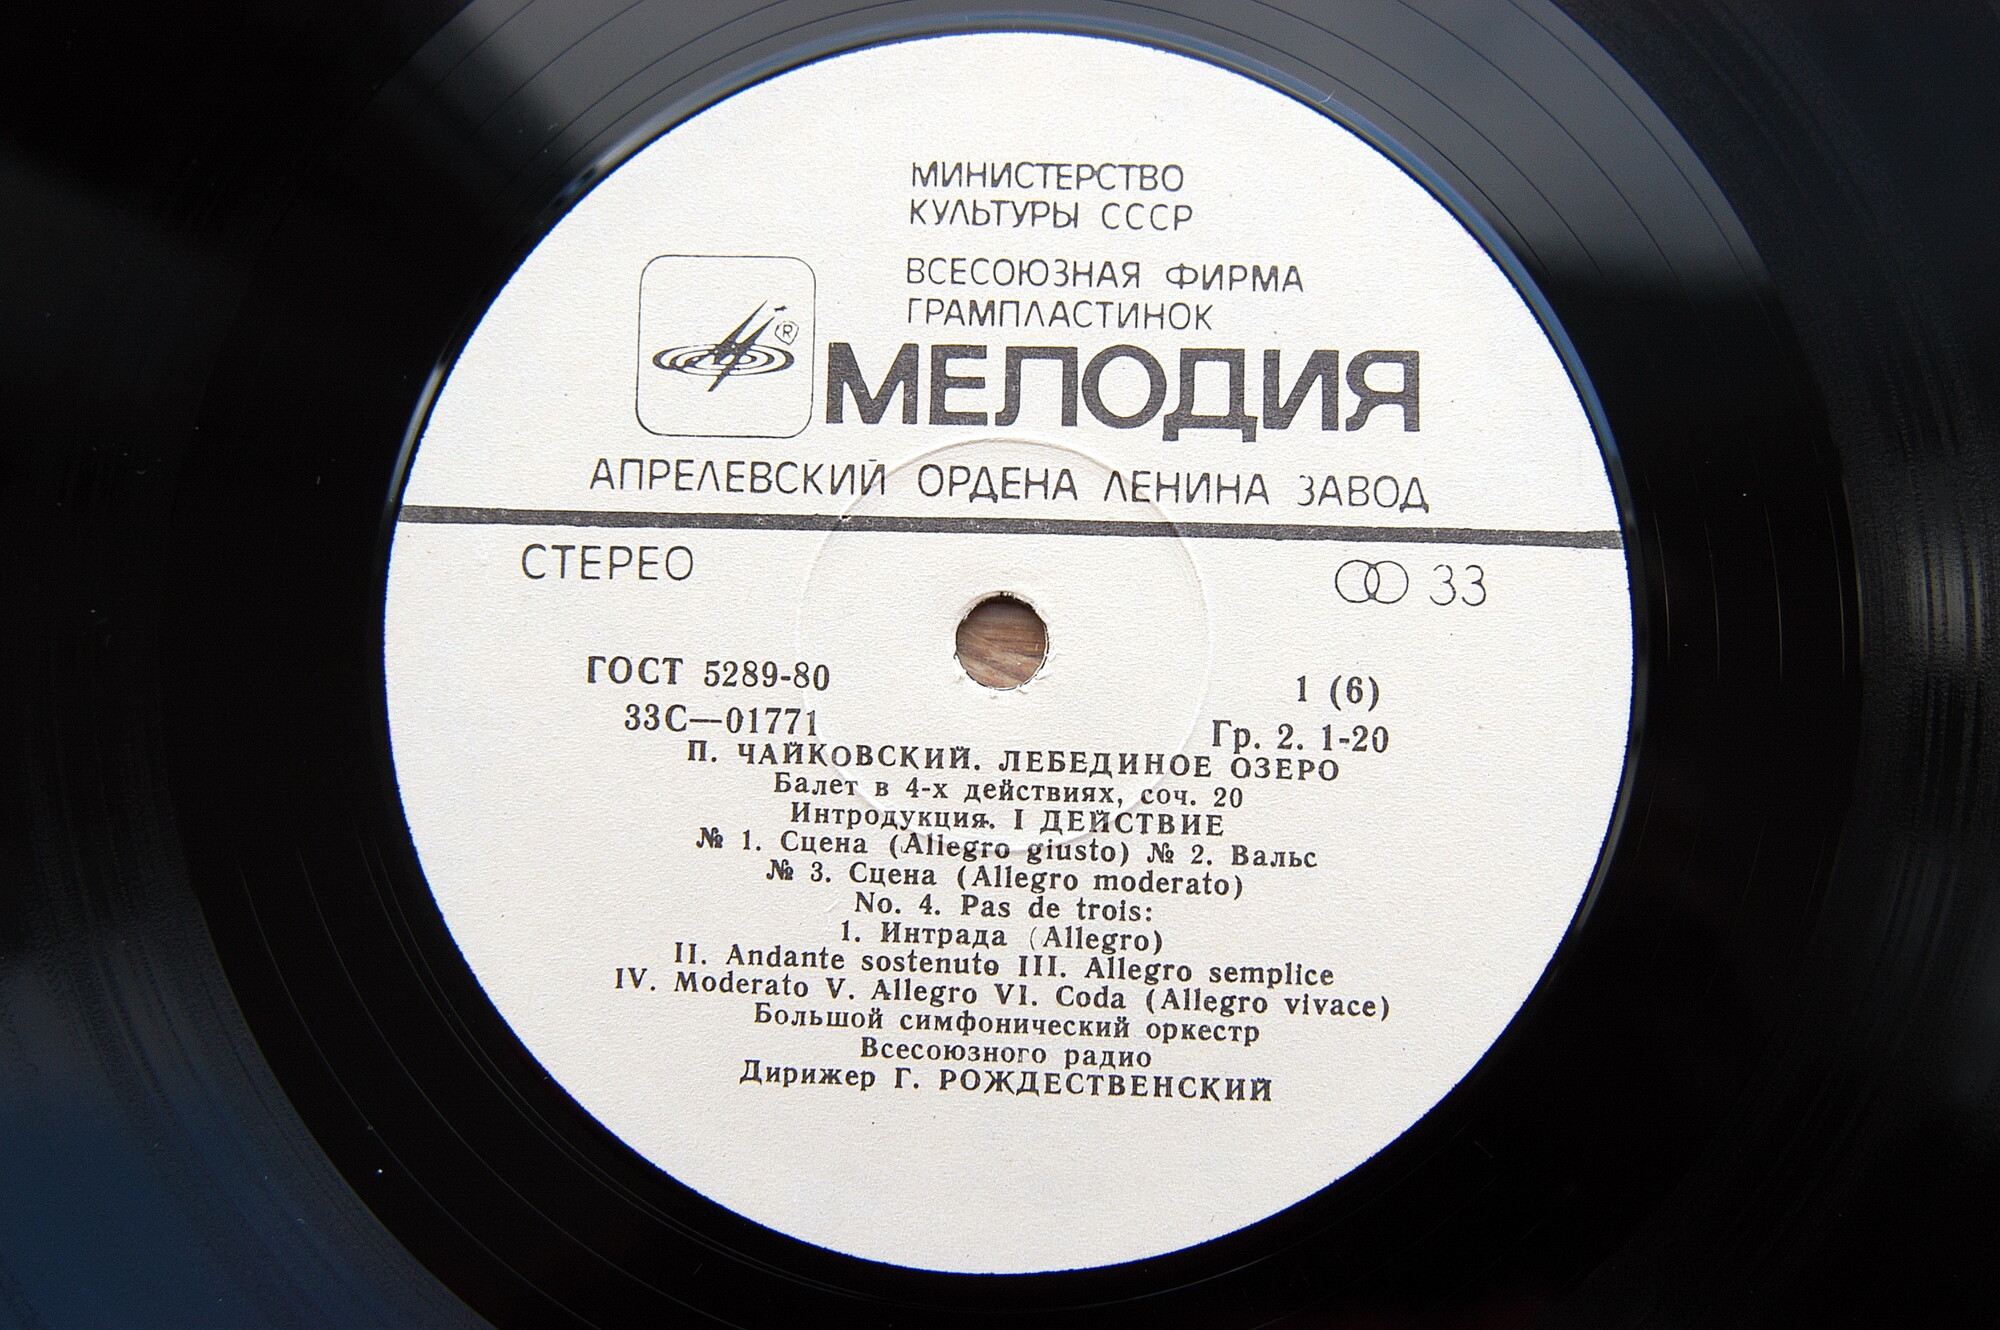 МИНИСТЕРСТВО
КУЛЬТУРЫ СССР
ВСЕСОЮЗНАЯ ФИРМА
ГРАМПЛАСТИНОК
®
МЕЛОДИЯ
АПРЕЛЕВСКИЙ ОРДЕНА ЛЕНИНА ЗАВОД
СТЕРЕО 33
ГОСТ 5289-80 1 (6)
33С—01771 Гр. 2. 1-20
П. ЧАЙКОВСКИЙ. ЛЕБЕДИНОЕ ОЗЕРО
Балет в 4-х действиях, соч. 20
Интродукция. I ДЕЙСТВИЕ
№ 1. Сцена (Allegro giusto) № 2. Вальс
№ 3. Сцена (Allegro moderato)
No. 4. Pas de trois:
1. Интрада (Allegro)
II. Andante sostenuto III. Allegro semplice
IV. Moderato V. Allegro VI. Coda (Allegro vivace)
Большой симфонический оркестр
Всесоюзного радио
Дирижер Г. РОЖДЕСТВЕНСКИЙ